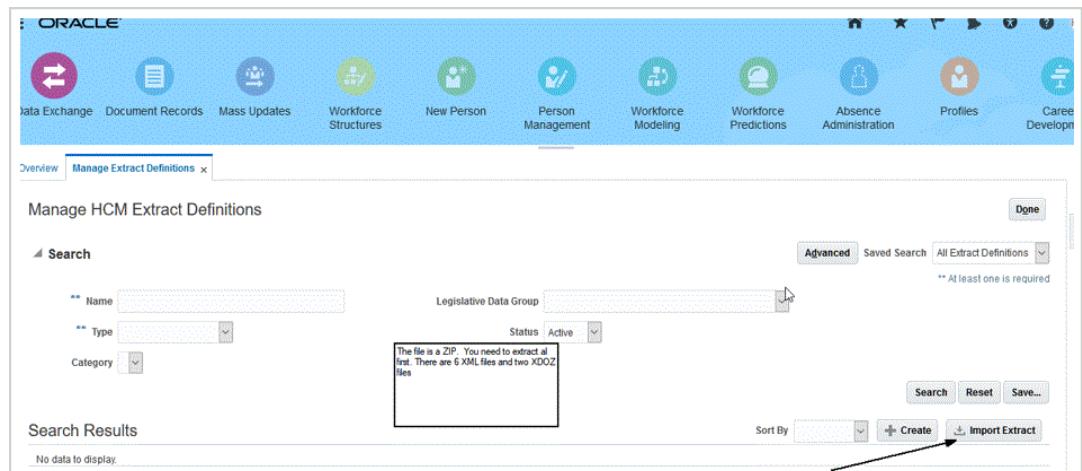 ORACLE
Data Exchange Document Records Mass Updates Workforce Structures New Person Person Management Workforce Modeling Workforce Predictions Absence Administration Profiles
Overview Manage Extract Definitions x
Manage HCM Extract Definitions Done
Search Advanced Saved Search All Extract Definitions
** At least one is required
** Name Legislative Data Group
** Type Status Active
Category
The file is a ZIP. You need to extract al
first. There are 6 XML files and two XDOZ
files
Search Reset Save...
Search Results Sort By Create Import Extract
No data to display.